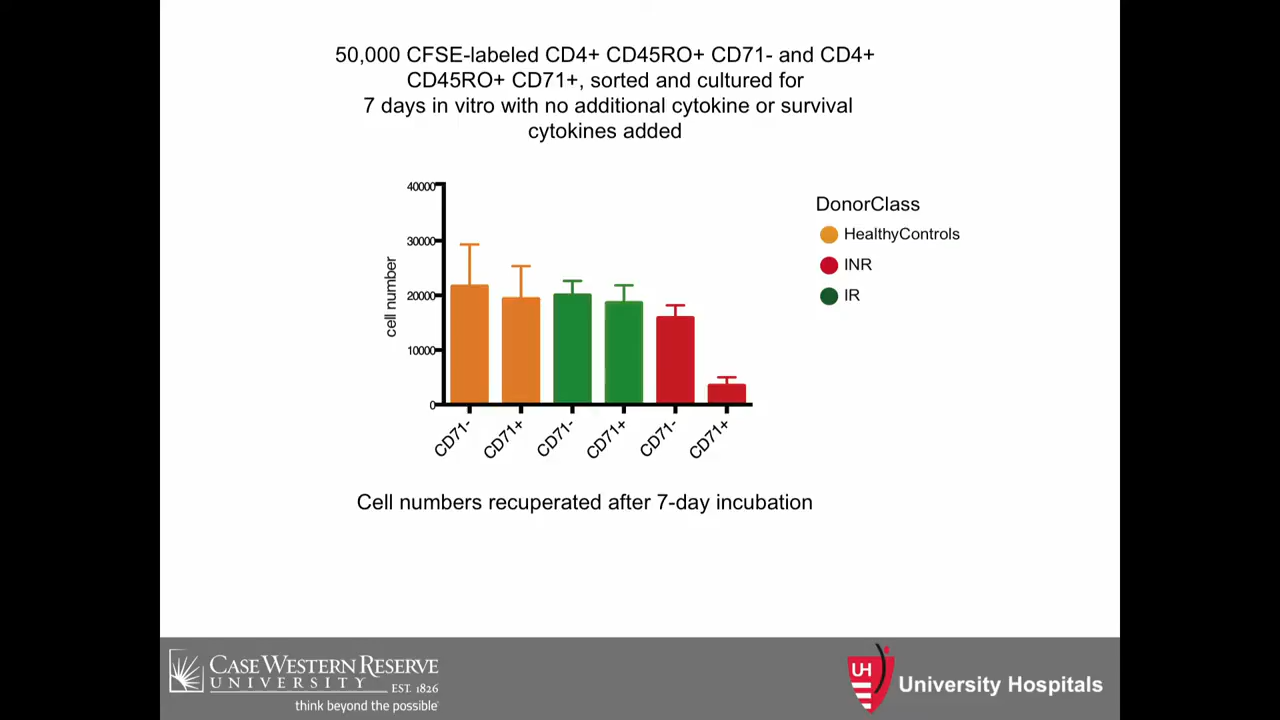 50,000 CFSE-labeled CD4+ CD45RO+ CD71- and CD4+
CD45RO+ CD71+, sorted and cultured for
7 days in vitro with no additional cytokine or survival
cytokines added
40000
30000
20000
10000
0
cell number
CD71-
CD71+
CD71-
CD71+
CD71-
CD71+
DonorClass
HealthyControls
INR
IR
Cell numbers recuperated after 7-day incubation
CASE WESTERN RESERVE
UNIVERSITY EST. 1826
think beyond the possible
UH
University Hospitals